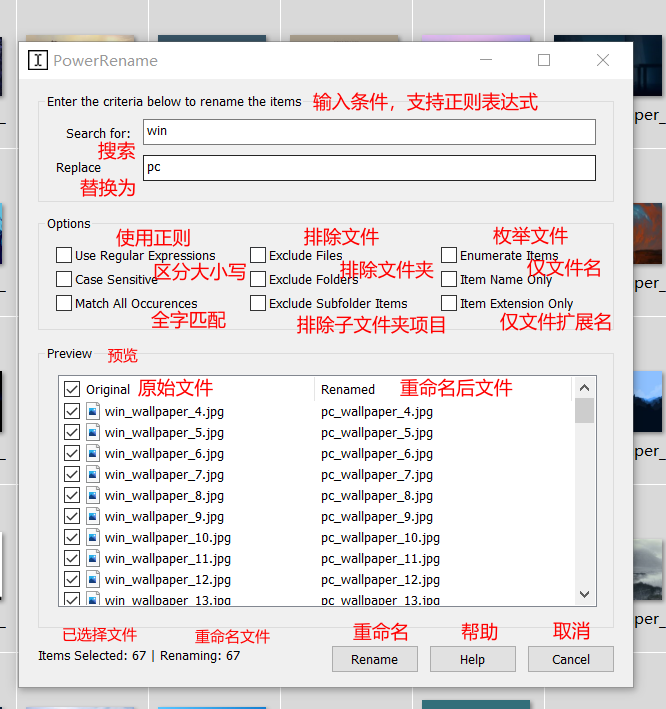 PowerRename
Enter the criteria below to rename the items 输入条件，支持正则表达式
Search for: win
搜索
Replace pc
替换为
Options
使用正则 排除文件 枚举文件
Use Regular Expressions Exclude Files Enumerate Items
区分大小写 排除文件夹 仅文件名
Case Sensitive Exclude Folders Item Name Only
Match All Occurences Exclude Subfolder Items Item Extension Only
全字匹配 排除子文件夹项目 仅文件扩展名
Preview 预览
Original 原始文件 Renamed 重命名后文件
win_wallpaper_4.jpg pc_wallpaper_4.jpg
win_wallpaper_5.jpg pc_wallpaper_5.jpg
win_wallpaper_6.jpg pc_wallpaper_6.jpg
win_wallpaper_7.jpg pc_wallpaper_7.jpg
win_wallpaper_8.jpg pc_wallpaper_8.jpg
win_wallpaper_9.jpg pc_wallpaper_9.jpg
win_wallpaper_10.jpg pc_wallpaper_10.jpg
win_wallpaper_11.jpg pc_wallpaper_11.jpg
win_wallpaper_12.jpg pc_wallpaper_12.jpg
win_wallpaper_13.jpg pc_wallpaper_13.jpg
已选择文件 重命名文件 重命名 帮助 取消
Items Selected: 67 | Renaming: 67 Rename Help Cancel
per_
per_
per_
per_